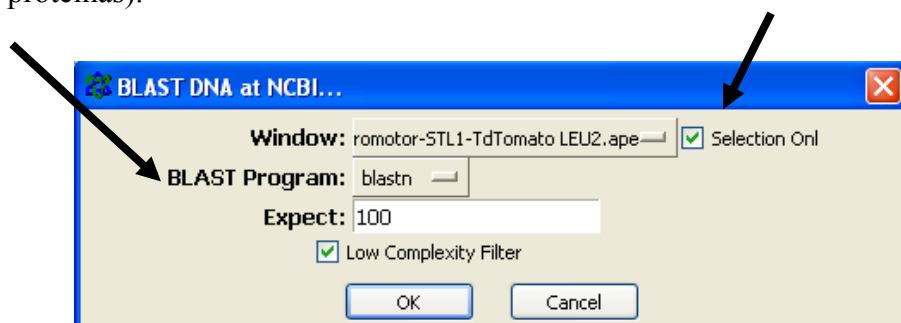 proteínas).
BLAST DNA at NCBI...
Window: romotor-STL1-TdTomato LEU2.ape Selection Onl
BLAST Program: blastn
Expect: 100
Low Complexity Filter
OK Cancel